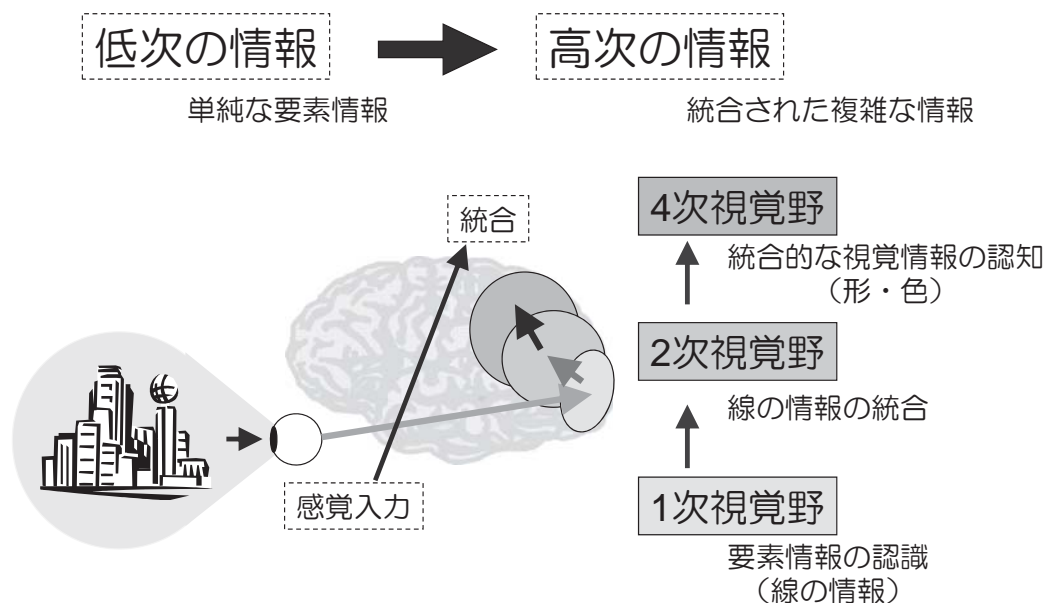 低次の情報
高次の情報
単純な要素情報
統合された複雑な情報
4次視覚野
統合
統合的な視覚情報の認知
（形・色）
2次視覚野
線の情報の統合
感覚入力
1次視覚野
要素情報の認識
（線の情報）